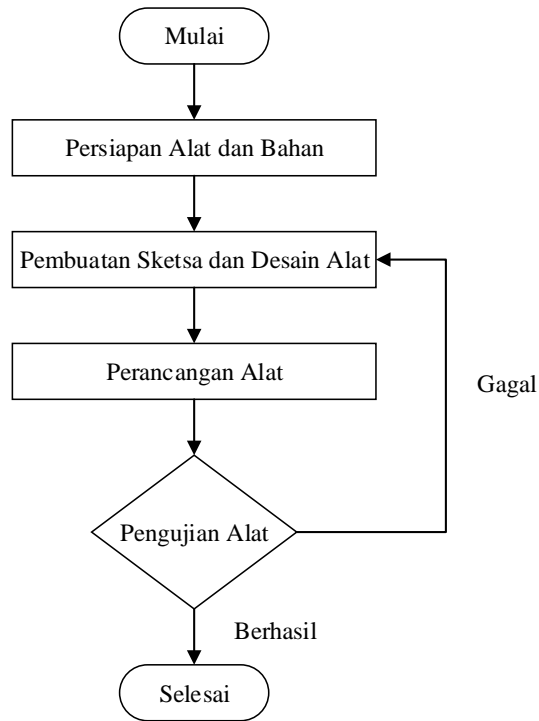 Mulai
Persiapan Alat dan Bahan
Pembuatan Sketsa dan Desain Alat
Perancangan Alat
Gagal
Pengujian Alat
Berhasil
Selesai